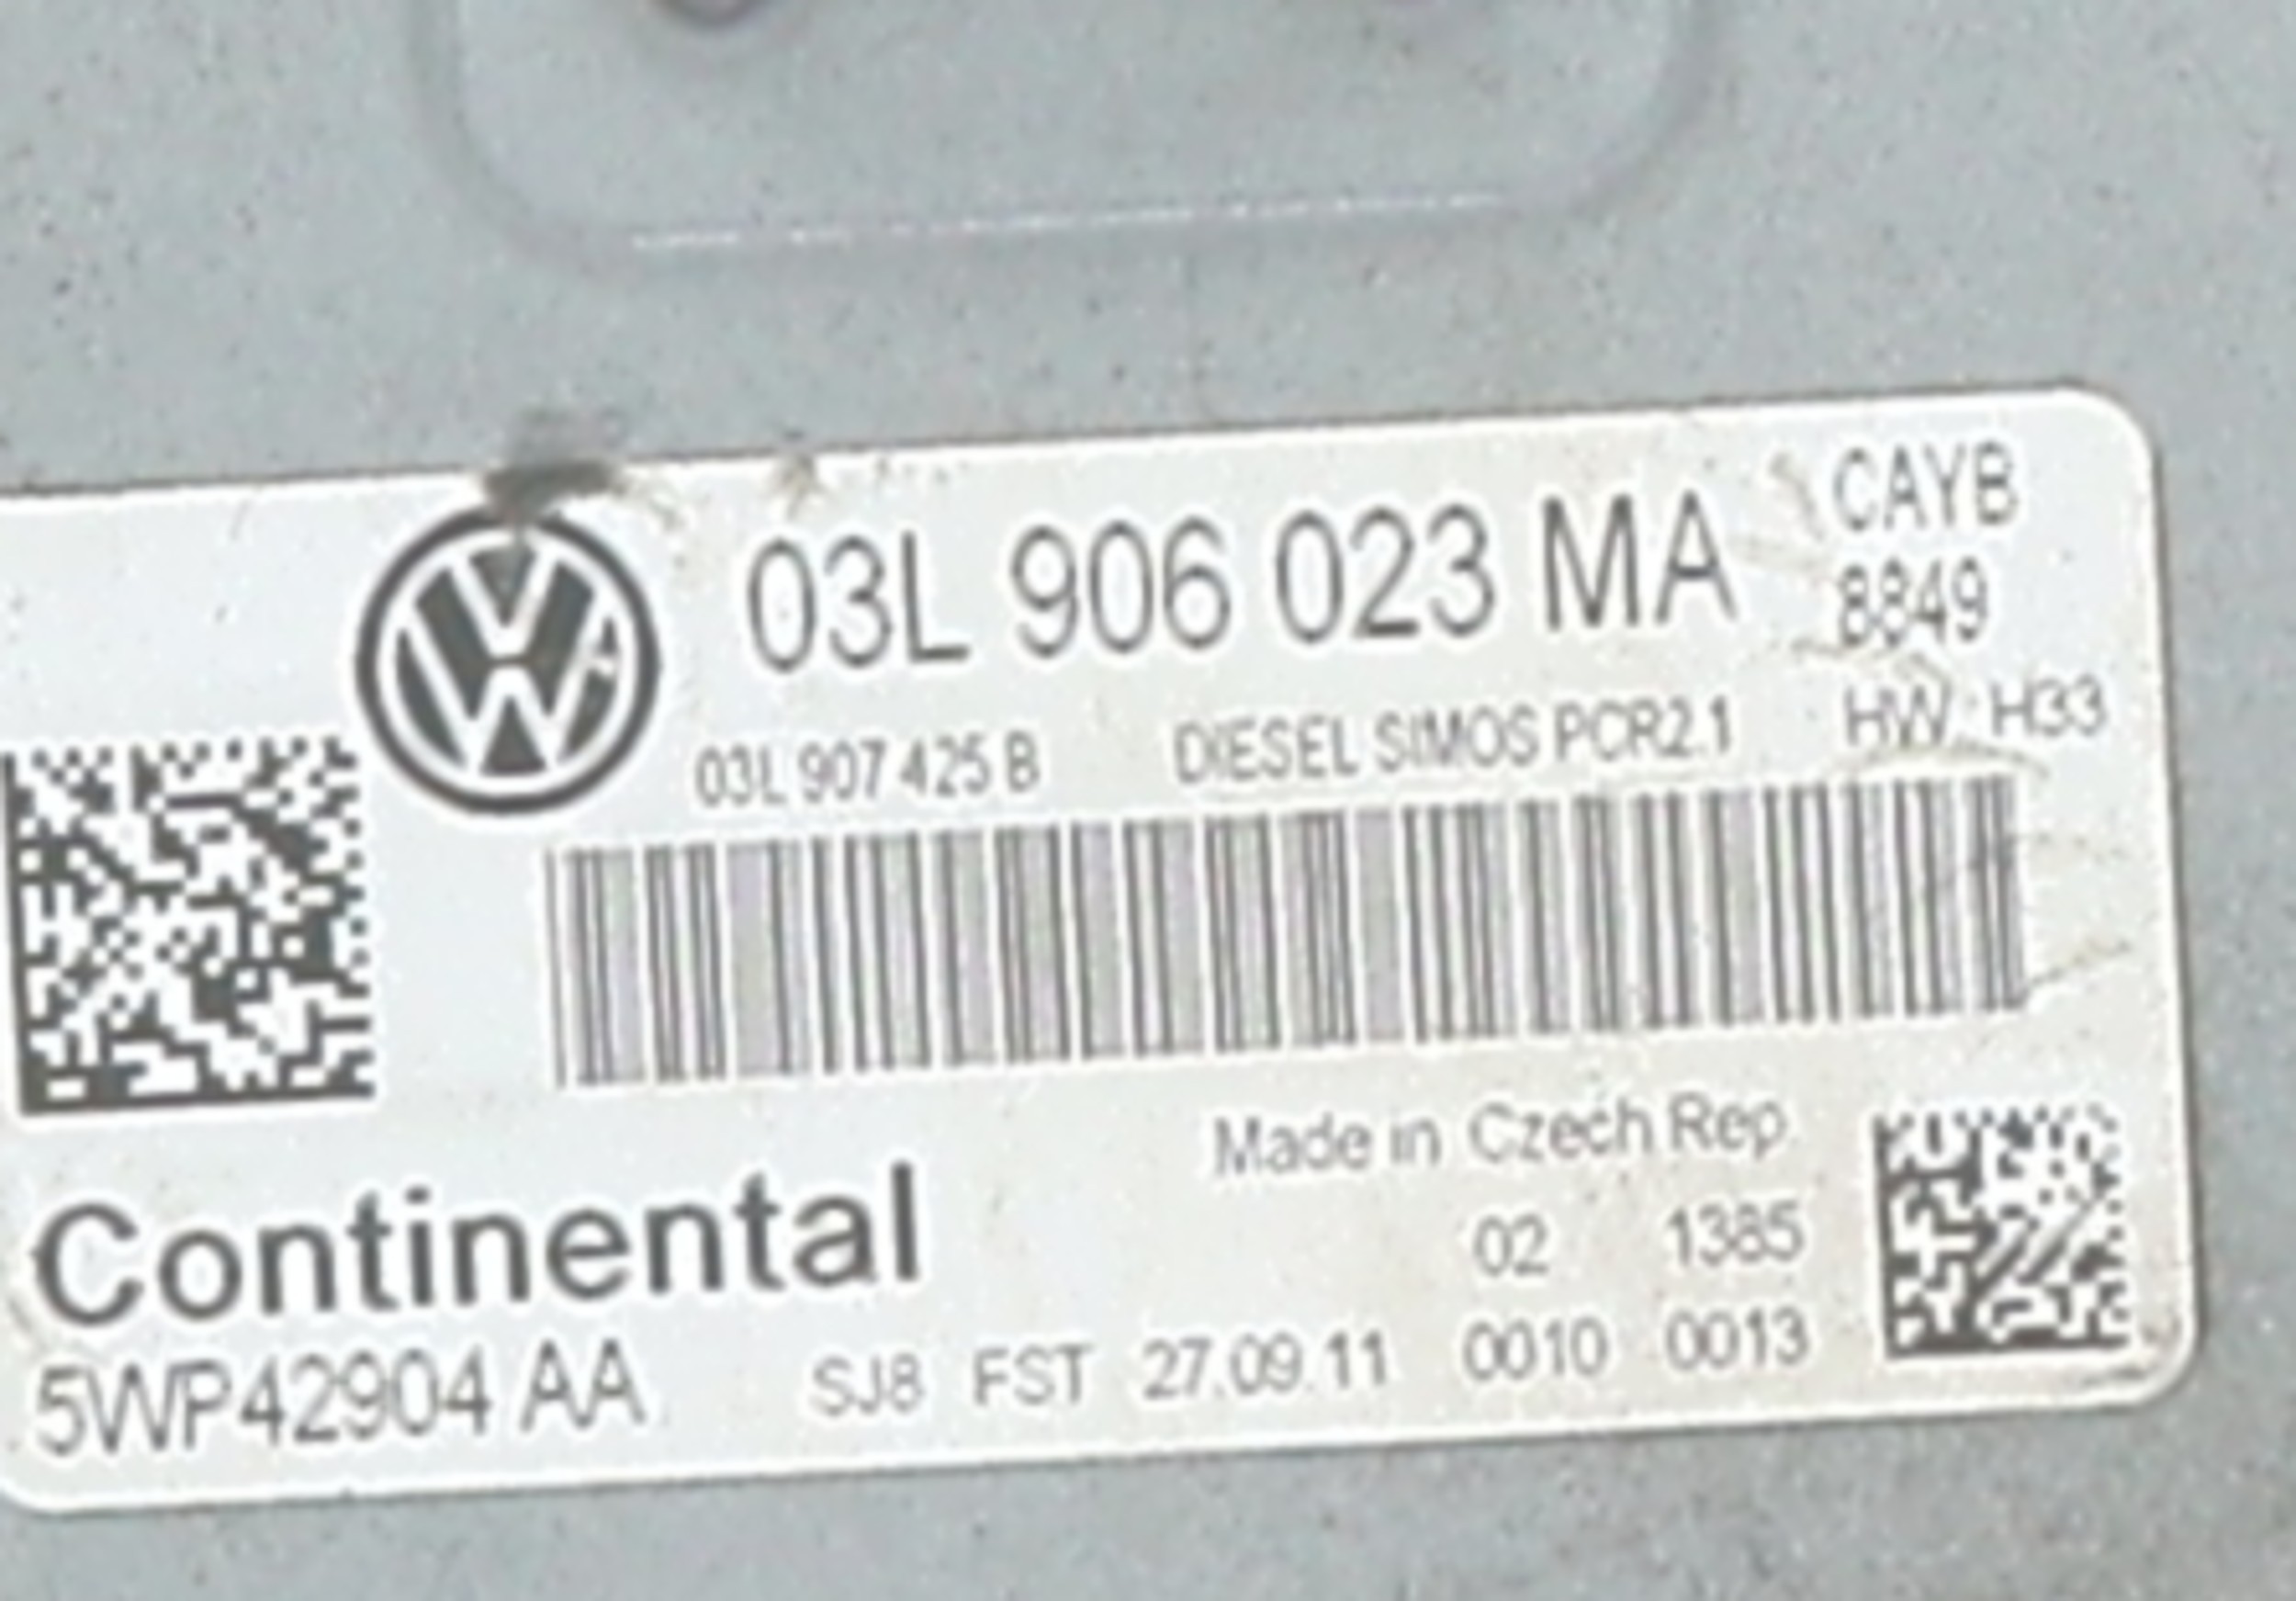 03L 906 023 MA
CAYB
8849
03L 907 425 B DIESEL SIMOS PCR2.1 HW: H33
Made in Czech Rep.
02 1385
Continental
5WP42904 AA SJ8 FST 27.09.11 0010 0013